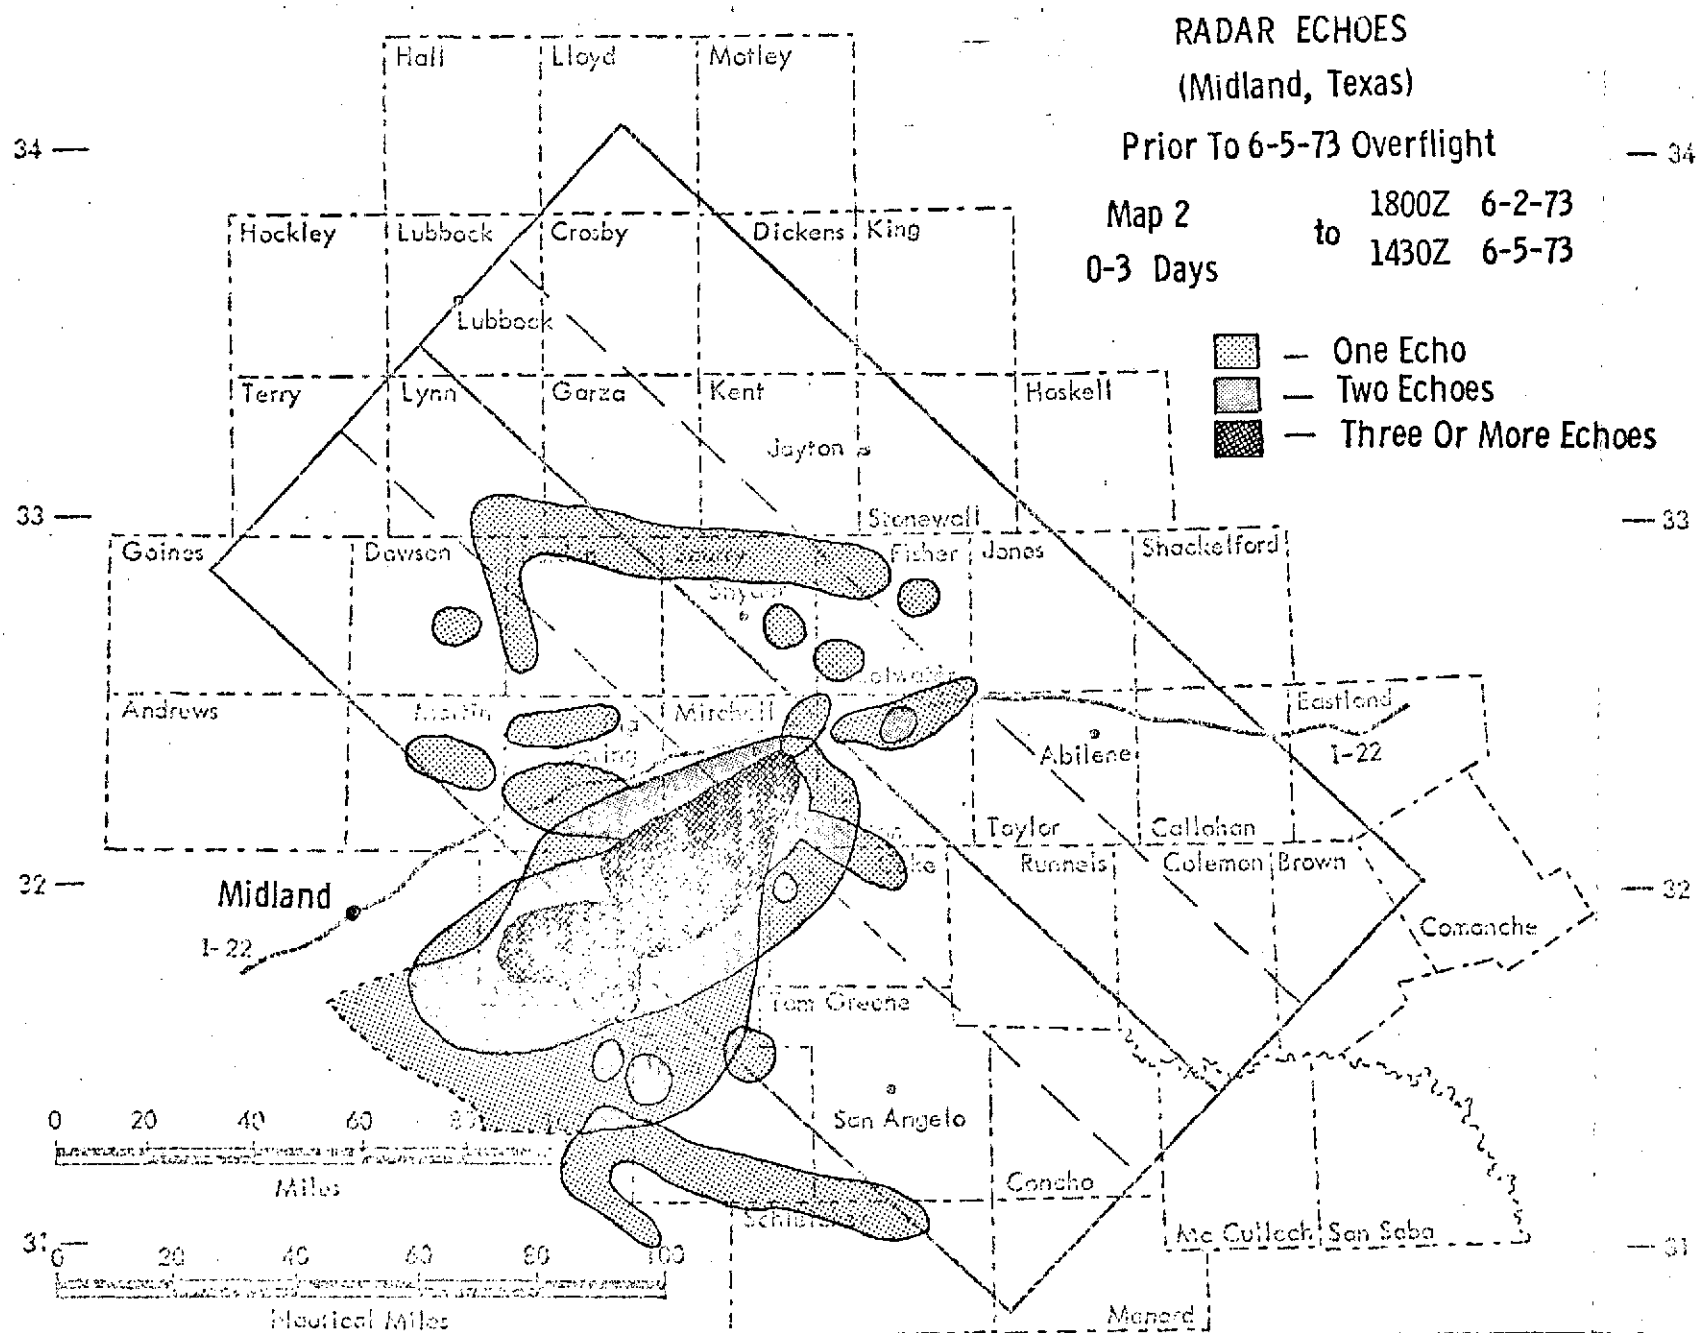 RADAR ECHOES
(Midland, Texas)
Prior To 6-5-73 Overflight
Map 2
0-3 Days
to
1800Z 6-2-73
1430Z 6-5-73
One Echo
Two Echoes
Three Or More Echoes
Hall Lloyd Motley
34 34
Hockley Lubbock Crosby Dickens King
Lubbock
Terry Lynn Garza Kent Haskell
Jayton
33 Stonewall 33
Gaines Dawson Scurry Fisher Jones Shackelford
Snyder
Andrews Martin Mitchell Eastland
Abilene I-22
Taylor Callahan
Runnels Coleman Brown
32 Midland 32
I-22
Comanche
Tom Greene
0 20 40 60 80
Miles
San Angelo
Concho
Mc Culloch San Saba
31 31
0 20 40 60 80 100
Nautical Miles
Menard